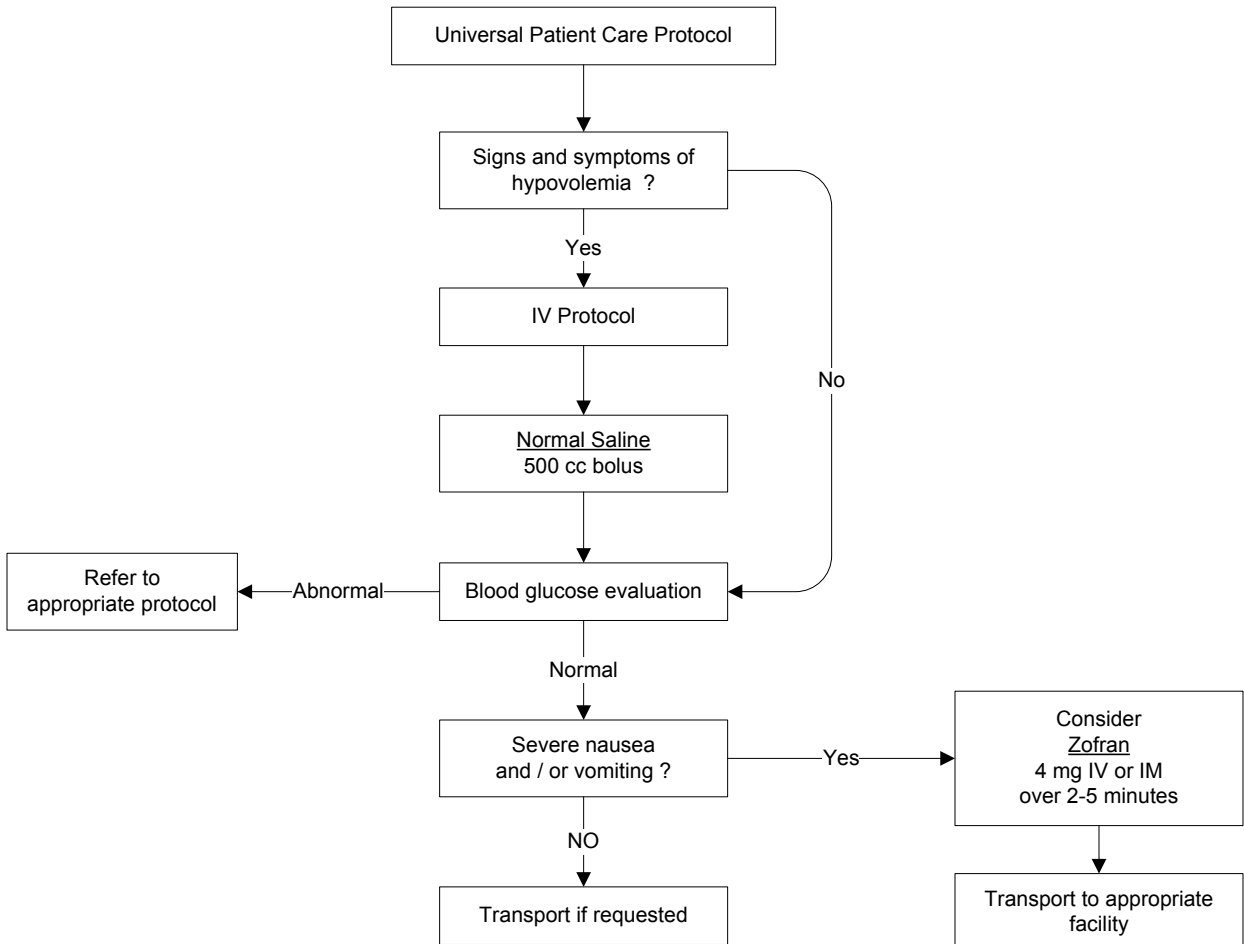 Universal Patient Care Protocol
Signs and symptoms of
hypovolemia ?
Yes
IV Protocol
No
Normal Saline
500 cc bolus
Refer to
appropriate protocol
Abnormal
Blood glucose evaluation
Normal
Severe nausea
and / or vomiting ?
Yes
Consider
Zofran
4 mg IV or IM
over 2-5 minutes
NO
Transport if requested
Transport to appropriate
facility